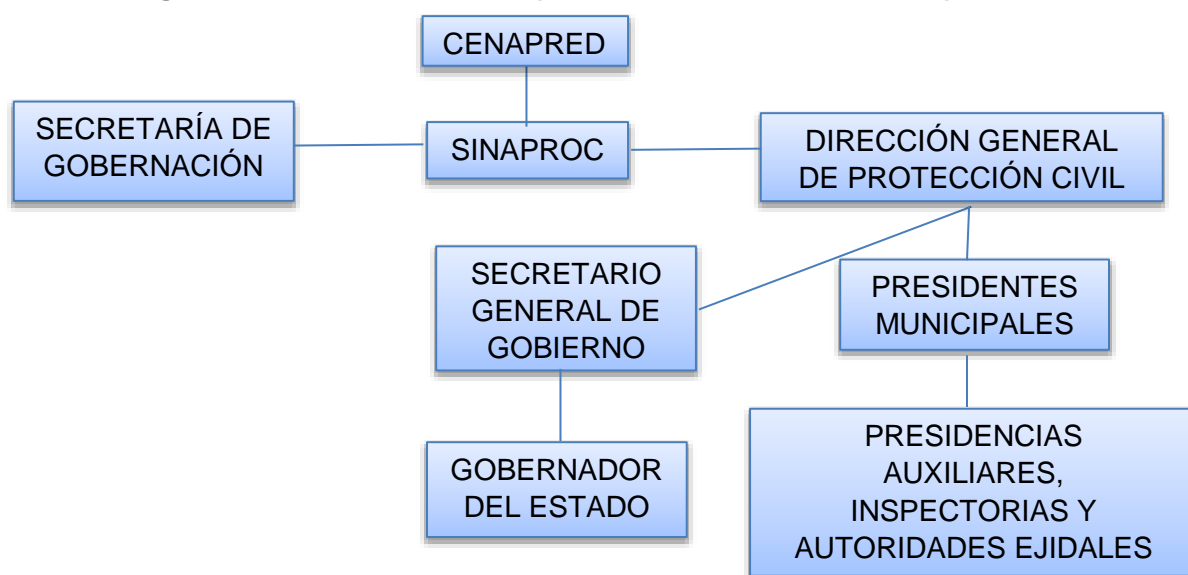 CENAPRED
SECRETARÍA DE
GOBERNACIÓN
SINAPROC
DIRECCIÓN GENERAL
DE PROTECCIÓN CIVIL
SECRETARIO
GENERAL DE
GOBIERNO
PRESIDENTES
MUNICIPALES
GOBERNADOR
DEL ESTADO
PRESIDENCIAS
AUXILIARES,
INSPECTORIAS Y
AUTORIDADES EJIDALES